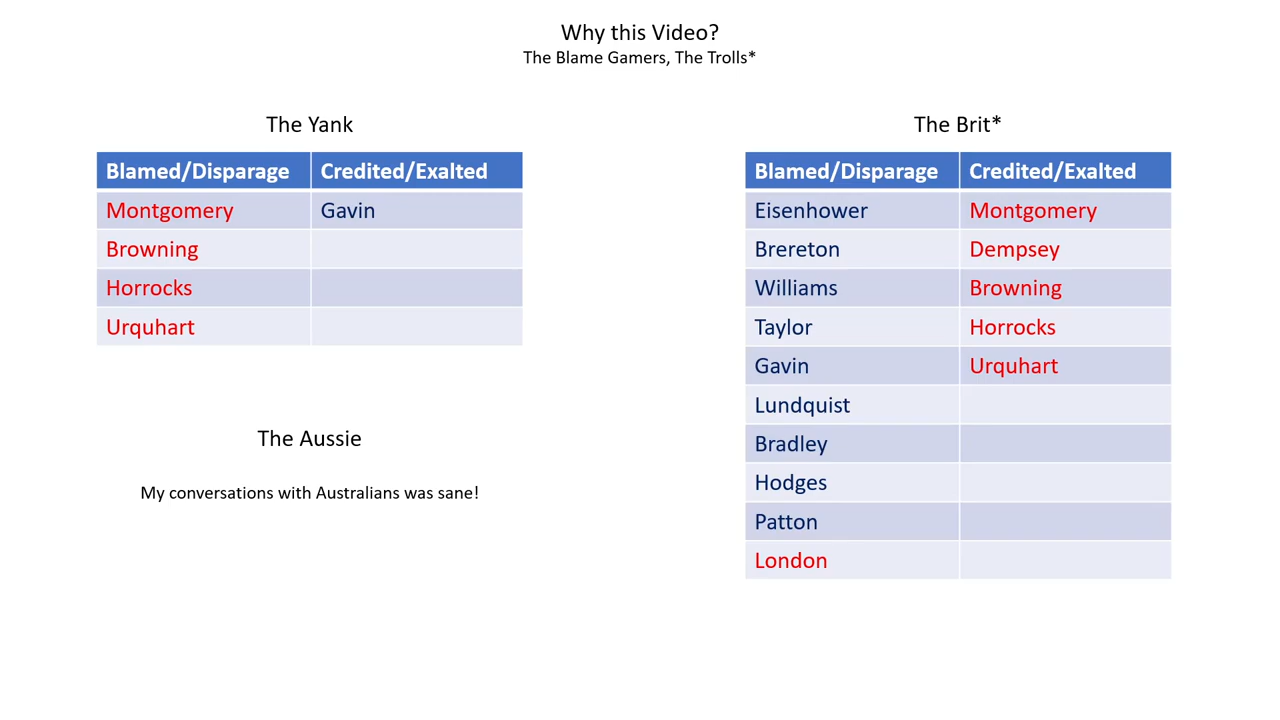 Why this Video?
The Blame Gamers, The Trolls*
The Yank
Blamed/Disparage Credited/Exalted
Montgomery Gavin
Browning
Horrocks
Urquhart
The Aussie
My conversations with Australians was sane!
The Brit*
Blamed/Disparage Credited/Exalted
Eisenhower Montgomery
Brereton Dempsey
Williams Browning
Taylor Horrocks
Gavin Urquhart
Lundquist
Bradley
Hodges
Patton
London